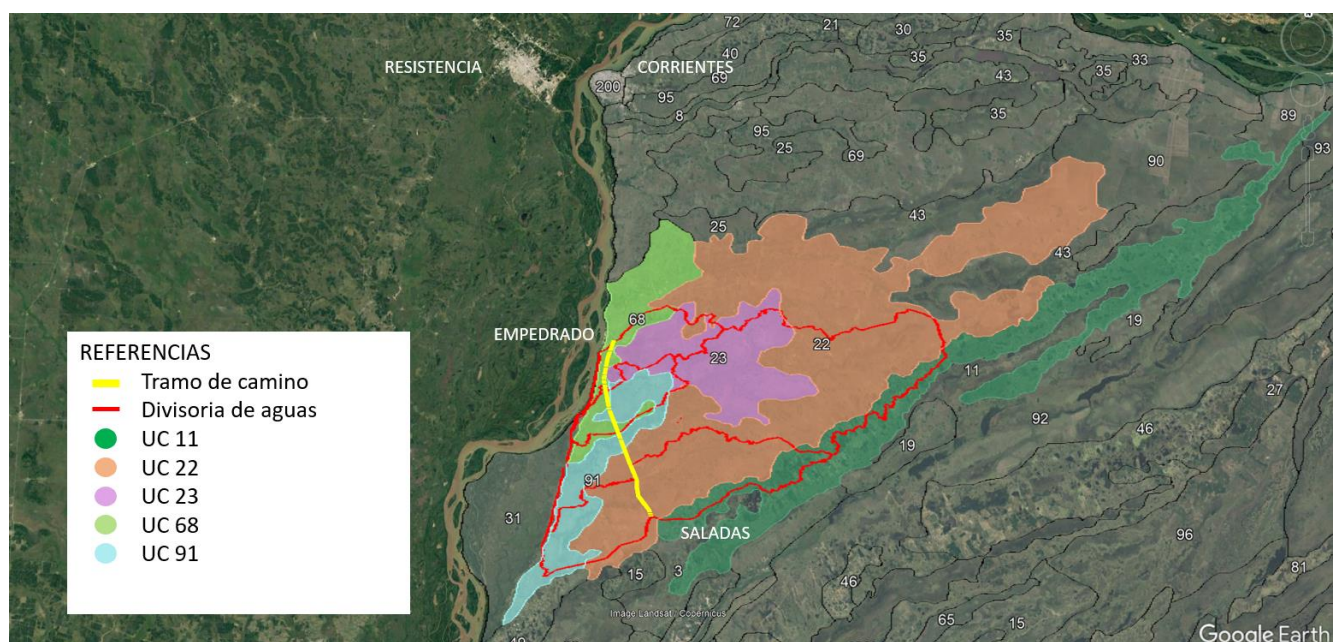 72
21
30
35
40
35
33
RESISTENCIA
CORRIENTES
69
43
35
200
95
8
35
89
95
25
69
93
90
25
43
43
68
EMPEDRADO
19
23
22
REFERENCIAS
Tramo de camino
11
Divisoria de aguas
27
UC 11
92
46
UC 22
19
UC 23
91
UC 68
31
SALADAS
UC 91
96
15
3
46
81
Image Landsat / Copernicus
65
15
Google Earth